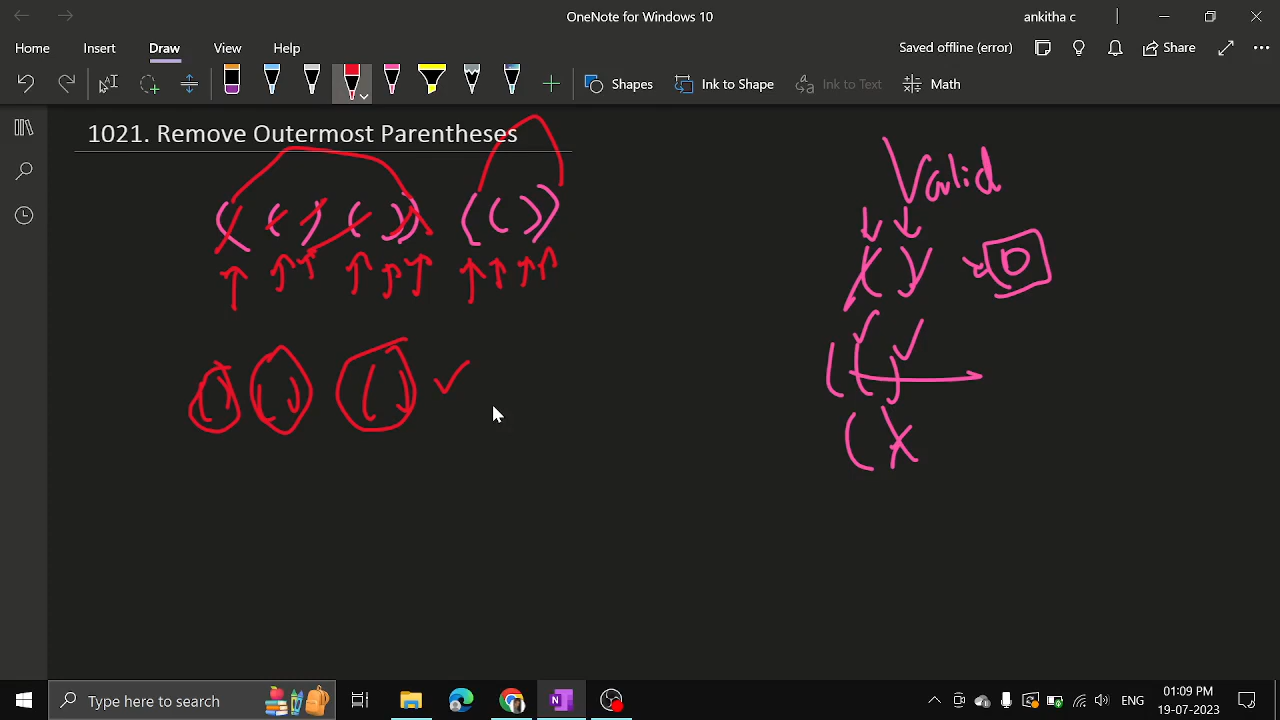 OneNote for Windows 10
ankitha c
Home Insert Draw View Help
Saved offline (error)
Share
Shapes
Ink to Shape
Ink to Text
Math
1021. Remove Outermost Parentheses
( ( ) ( ) ) ( ( ) )
( ) ( ) ( ) ✓
Valid
( ) 0
( ( )
(
Type here to search
ENG
01:09 PM
19-07-2023